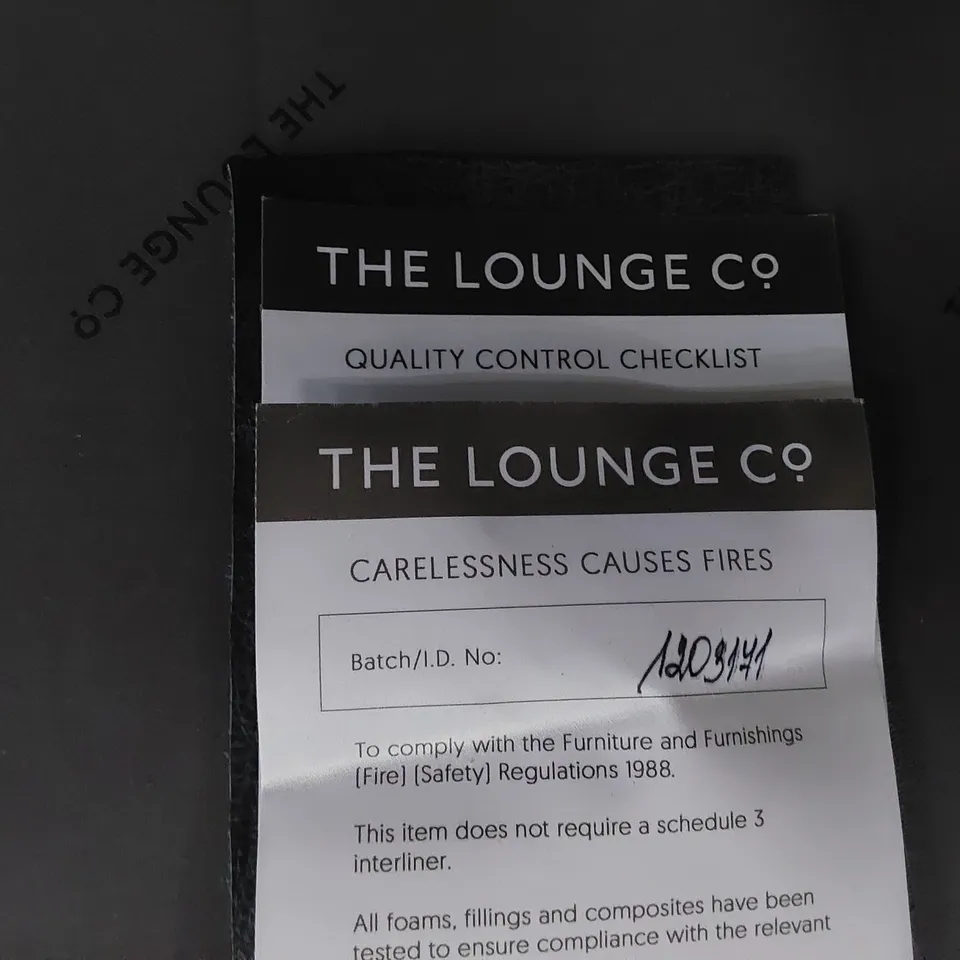 THE LOUNGE Cº
THE LOUNGE Cº
QUALITY CONTROL CHECKLIST
THE LOUNGE Cº
CARELESSNESS CAUSES FIRES
Batch/I.D. No: 1203171
To comply with the Furniture and Furnishings
(Fire) (Safety) Regulations 1988.
This item does not require a schedule 3
interliner.
All foams, fillings and composites have been
tested to ensure compliance with the relevant